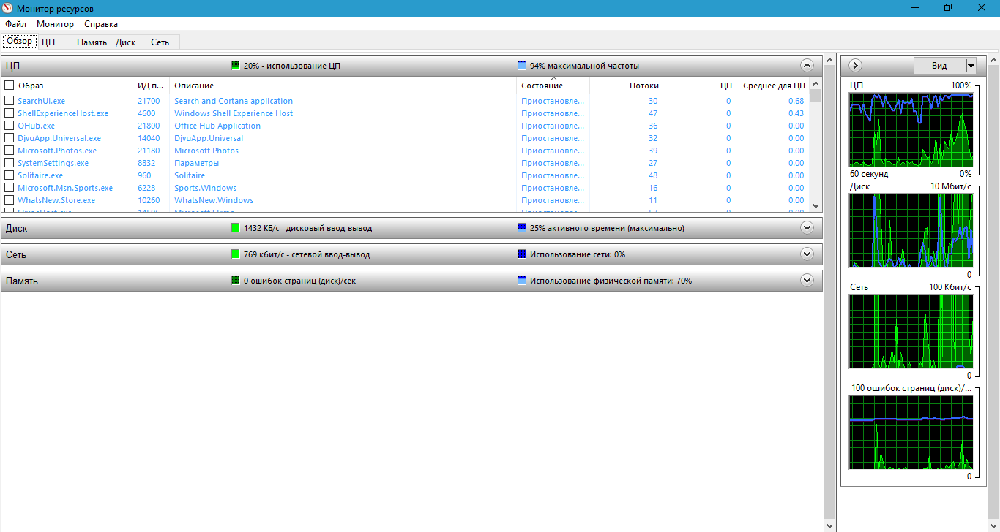 Монитор ресурсов
Файл Монитор Справка
Обзор ЦП Память Диск Сеть
ЦП 20% - использование ЦП 94% максимальной частоты
Образ ИД п... Описание Состояние Потоки ЦП Среднее для ЦП
SearchUI.exe 21700 Search and Cortana application Приостановле... 30 0 0.68
ShellExperienceHost.exe 4600 Windows Shell Experience Host Приостановле... 47 0 0.43
OHub.exe 21800 Office Hub Application Приостановле... 36 0 0.00
DjvuApp.Universal.exe 14040 DjvuApp.Universal Приостановле... 32 0 0.00
Microsoft.Photos.exe 21180 Microsoft Photos Приостановле... 39 0 0.00
SystemSettings.exe 8832 Параметры Приостановле... 27 0 0.00
Solitaire.exe 960 Solitaire Приостановле... 48 0 0.00
Microsoft.Msn.Sports.exe 6228 Sports.Windows Приостановле... 16 0 0.00
WhatsNew.Store.exe 10260 WhatsNew.Windows Приостановле... 11 0 0.00
Диск 1432 КБ/с - дисковый ввод-вывод 25% активного времени (максимально)
Сеть 769 кбит/с - сетевой ввод-вывод Использование сети: 0%
Память 0 ошибок страниц (диск)/сек Использование физической памяти: 70%
Вид
ЦП 100%
60 секунд 0%
Диск 10 Мбит/с
0
Сеть 100 Кбит/с
0
100 ошибок страниц (диск)/...
0